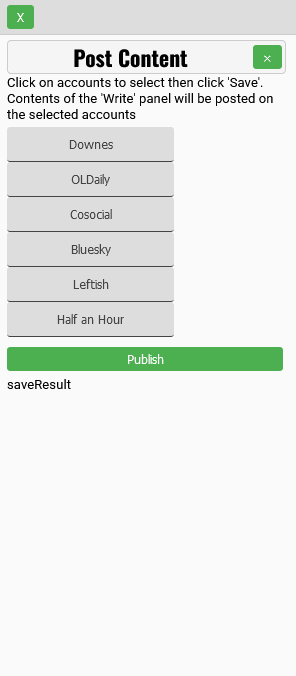 X
Post Content ×
Click on accounts to select then click 'Save'.
Contents of the 'Write' panel will be posted on
the selected accounts
Downes
OLDaily
Cosocial
Bluesky
Leftish
Half an Hour
Publish
saveResult